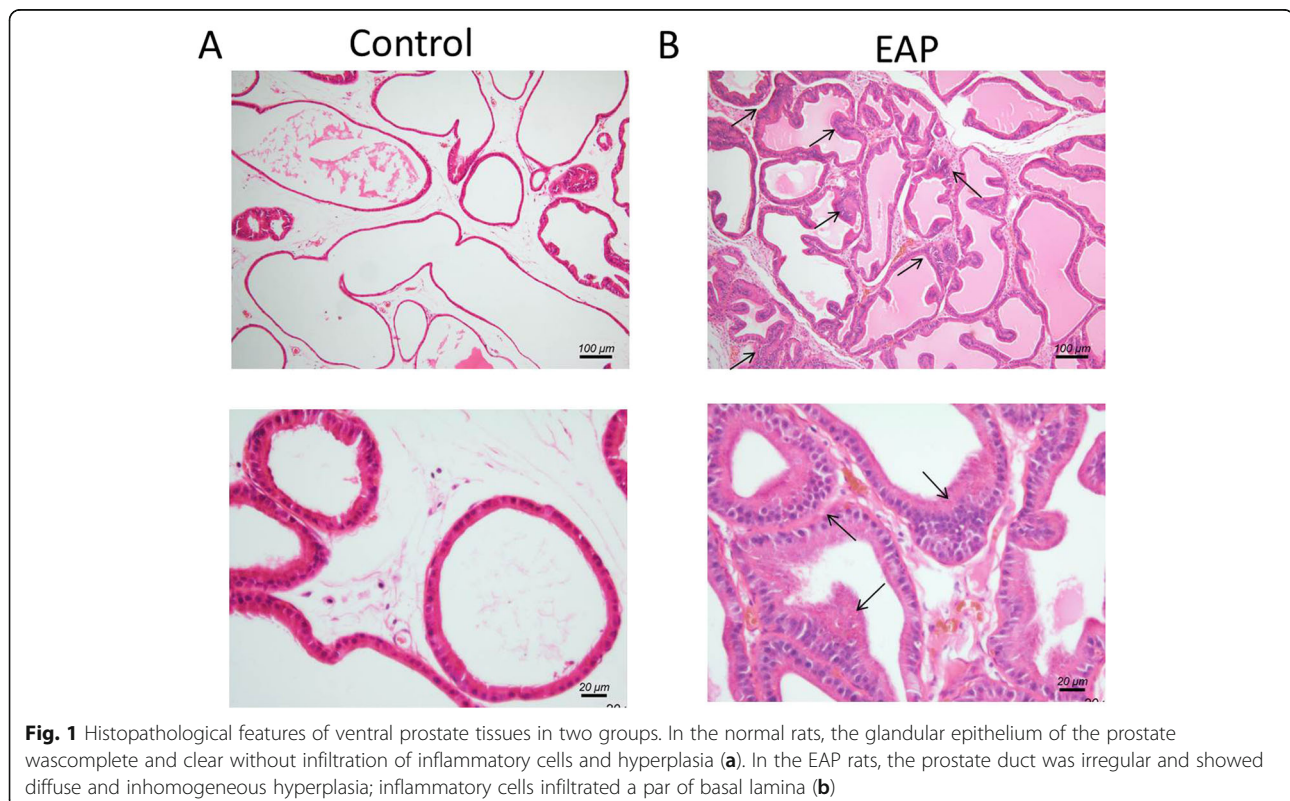 A Control B EAP
100 µm 100 µm
20 µm 20 µm
Fig. 1 Histopathological features of ventral prostate tissues in two groups. In the normal rats, the glandular epithelium of the prostate
wascomplete and clear without infiltration of inflammatory cells and hyperplasia (a). In the EAP rats, the prostate duct was irregular and showed
diffuse and inhomogeneous hyperplasia; inflammatory cells infiltrated a par of basal lamina (b)